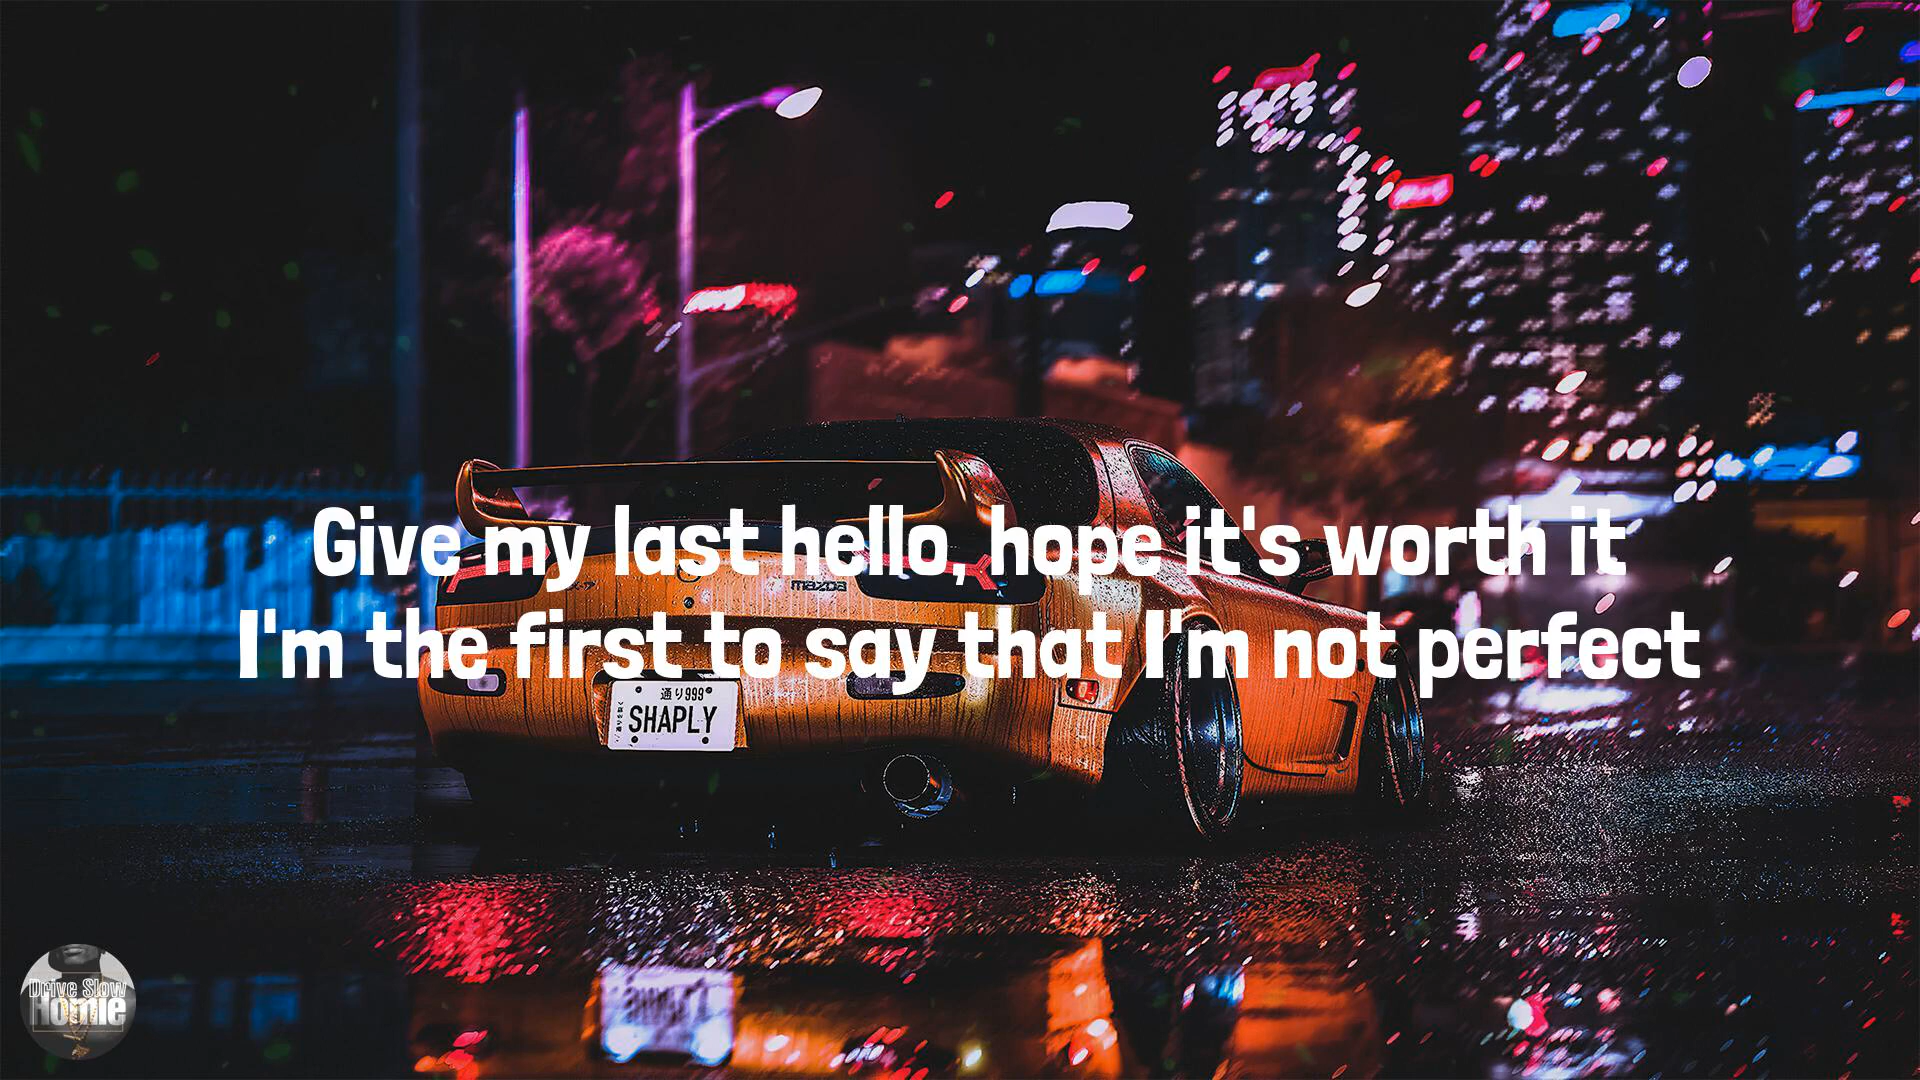 Give my last hello, hope it's worth it
I'm the first to say that I'm not perfect
mazda
通り999
SHAPLY
Drive Slow
Homie